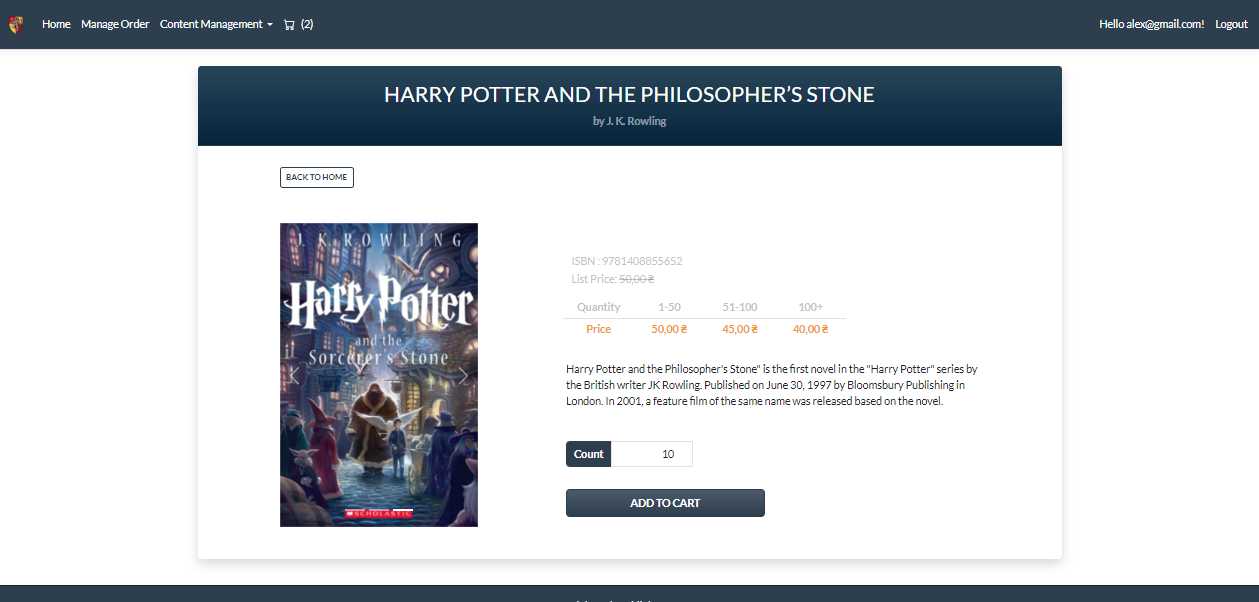 Home Manage Order Content Management (2) Hello alex@gmail.com! Logout
HARRY POTTER AND THE PHILOSOPHER’S STONE
by J. K. Rowling
BACK TO HOME
J. K. ROWLING
Harry Potter
and the
Sorcerer's Stone
SCHOLASTIC
ISBN : 9781408855652
List Price: 50,00 ₴
Quantity 1-50 51-100 100+
Price 50,00 ₴ 45,00 ₴ 40,00 ₴
Harry Potter and the Philosopher's Stone" is the first novel in the "Harry Potter" series by
the British writer JK Rowling. Published on June 30, 1997 by Bloomsbury Publishing in
London. In 2001, a feature film of the same name was released based on the novel.
Count 10
ADD TO CART